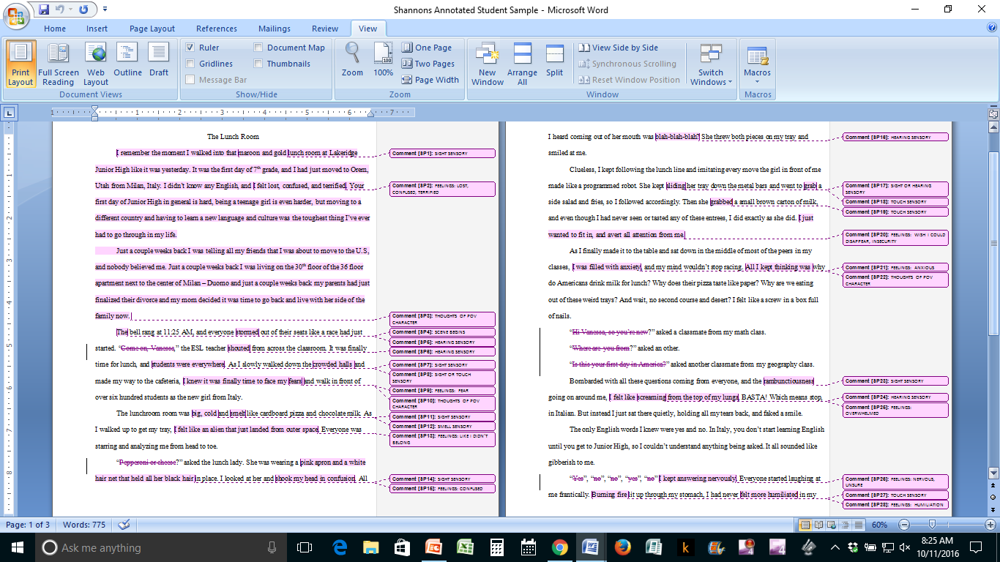 Shannons Annotated Student Sample - Microsoft Word
Home Insert Page Layout References Mailings Review View
Print Layout
Full Screen Reading
Web Layout
Outline
Draft
Document Views
Ruler
Gridlines
Message Bar
Document Map
Thumbnails
Show/Hide
Zoom
100%
One Page
Two Pages
Page Width
Zoom
New Window
Arrange All
Split
View Side by Side
Synchronous Scrolling
Reset Window Position
Switch Windows
Window
Macros
Macros
The Lunch Room
I remember the moment I walked into that maroon and gold lunch room at Lakeridge
Junior High like it was yesterday. It was the first day of 7th grade, and I had just moved to Orem,
Utah from Milan, Italy. I didn't know any English, and I felt lost, confused, and terrified. Your
first day of Junior High in general is hard, being a teenage girl is even harder, but moving to a
different country and having to learn a new language and culture was the toughest thing I've ever
had to go through in my life.
Just a couple weeks back I was telling all my friends that I was about to move to the U.S,
and nobody believed me. Just a couple weeks back I was living on the 30th floor of the 36 floor
apartment next to the center of Milan – Duomo and just a couple weeks back my parents had just
finalized their divorce and my mom decided it was time to go back and live with her side of the
family now.
The bell rang at 11:25 AM, and everyone stormed out of their seats like a race had just
started. "Come on, Vanessa," the ESL teacher shouted from across the classroom. It was finally
time for lunch, and students were everywhere. As I slowly walked down the crowded halls and
made my way to the cafeteria, I knew it was finally time to face my fears and walk in front of
over six hundred students as the new girl from Italy.
The lunchroom room was big, cold and smelt like cardboard pizza and chocolate milk. As
I walked up to get my tray, I felt like an alien that just landed from outer space. Everyone was
starring and analyzing me from head to toe.
"Pepperoni or cheese?" asked the lunch lady. She was wearing a pink apron and a white
hair net that held all her black hair in place. I looked at her and shook my head in confusion. All
Comment [SP1]: SIGHT SENSORY
Comment [SP2]: FEELINGS: LOST, CONFUSED, TERRIFIED
Comment [SP3]: THOUGHTS OF POV CHARACTER
Comment [SP4]: SCENE BEGINS
Comment [SP5]: HEARING SENSORY
Comment [SP6]: HEARING SENSORY
Comment [SP7]: SIGHT SENSORY
Comment [SP8]: SIGHT OR TOUCH SENSORY
Comment [SP9]: FEELINGS: FEAR
Comment [SP10]: THOUGHTS OF POV CHARACTER
Comment [SP11]: SIGHT SENSORY
Comment [SP12]: SMELL SENSORY
Comment [SP13]: FEELINGS: LIKE I DIDN'T BELONG
Comment [SP14]: SIGHT SENSORY
Comment [SP15]: FEELINGS: CONFUSED
I heard coming out of her mouth was blah-blah-blah? She threw both pieces on my tray and
smiled at me.
Clueless, I kept following the lunch line and imitating every move the girl in front of me
made like a programmed robot. She kept sliding her tray down the metal bars and went to grab a
side salad and fries, so I followed accordingly. Then she grabbed a small brown carton of milk,
and even though I had never seen or tasted any of these entrees, I did exactly as she did. I just
wanted to fit in, and avert all attention from me.
As I finally made it to the table and sat down in the middle of most of the peers in my
classes, I was filled with anxiety, and my mind wouldn't stop racing. All I kept thinking was why
do Americans drink milk for lunch? Why does their pizza taste like paper? Why are we eating
out of these weird trays? And wait, no second course and desert? I felt like a screw in a box full
of nails.
"Hi Vanessa, so you're new?" asked a classmate from my math class.
"Where are you from?" asked an other.
"Is this your first day in America?" asked another classmate from my geography class.
Bombarded with all these questions coming from everyone, and the rambunctiousness
going on around me, I felt like screaming from the top of my lungs, BASTA! Which means stop,
in Italian. But instead I just sat there quietly, holding all my tears back, and faked a smile.
The only English words I knew were yes and no. In Italy, you don't start learning English
until you get to Junior High, so I couldn't understand anything being asked. It all sounded like
gibberish to me.
"Yes", "no", "no", "no", "yes", "no" I kept answering nervously. Everyone started laughing at
me frantically. Burning fire lit up through my stomach, I had never felt more humiliated in my
Comment [SP16]: HEARING SENSORY
Comment [SP17]: SIGHT OR HEARING SENSORY
Comment [SP18]: TOUCH SENSORY
Comment [SP19]: TOUCH SENSORY
Comment [SP20]: FEELINGS: WISH I COULD DISAPPEAR, INSECURITY
Comment [SP21]: FEELINGS: ANXIOUS
Comment [SP22]: THOUGHTS OF POV CHARACTER
Comment [SP23]: SIGHT SENSORY
Comment [SP24]: HEARING SENSORY
Comment [SP25]: FEELINGS: OVERWHELMED
Comment [SP26]: FEELINGS: NERVOUS, UNSURE
Comment [SP27]: TOUCH SENSORY
Comment [SP28]: FEELINGS: HUMILIATION
Page: 1 of 3 Words: 775
60%
Ask me anything
8:25 AM
10/11/2016